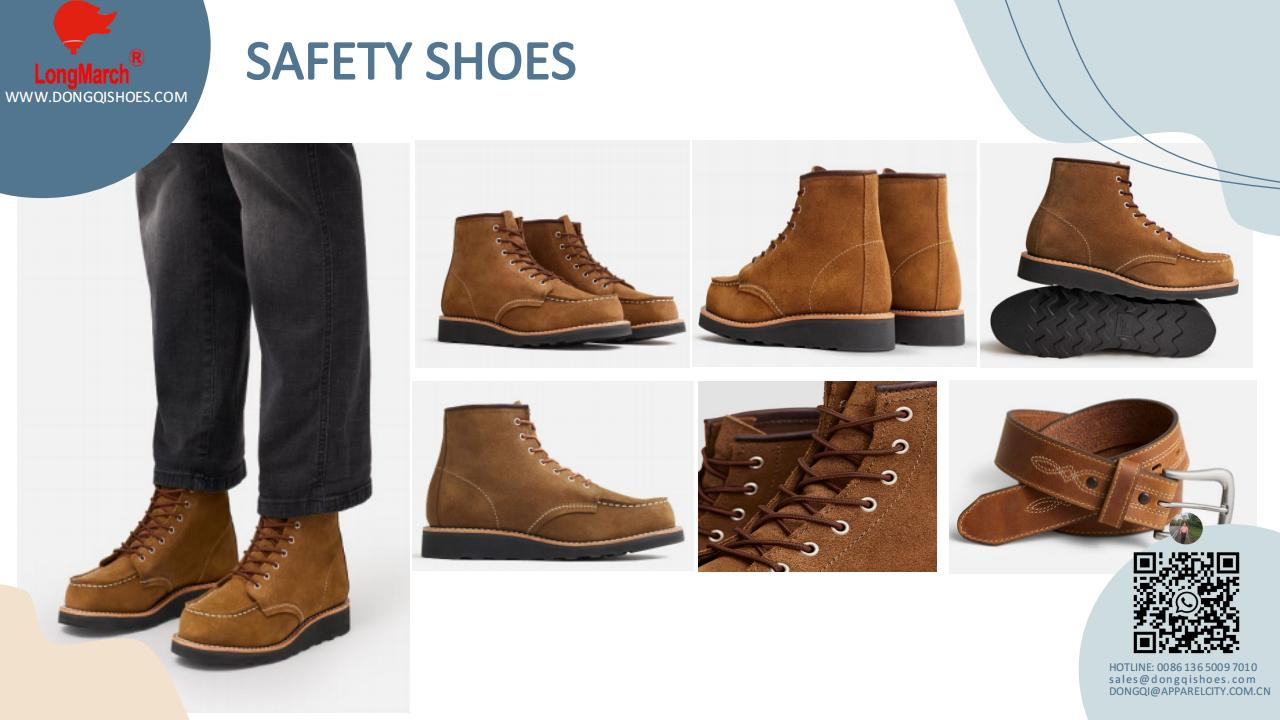 LongMarch®
WWW.DONGQISHOES.COM
SAFETY SHOES
HOTLINE: 0086 136 5009 7010
sales@dongqishoes.com
DONGQI@APPARELCITY.COM.CN